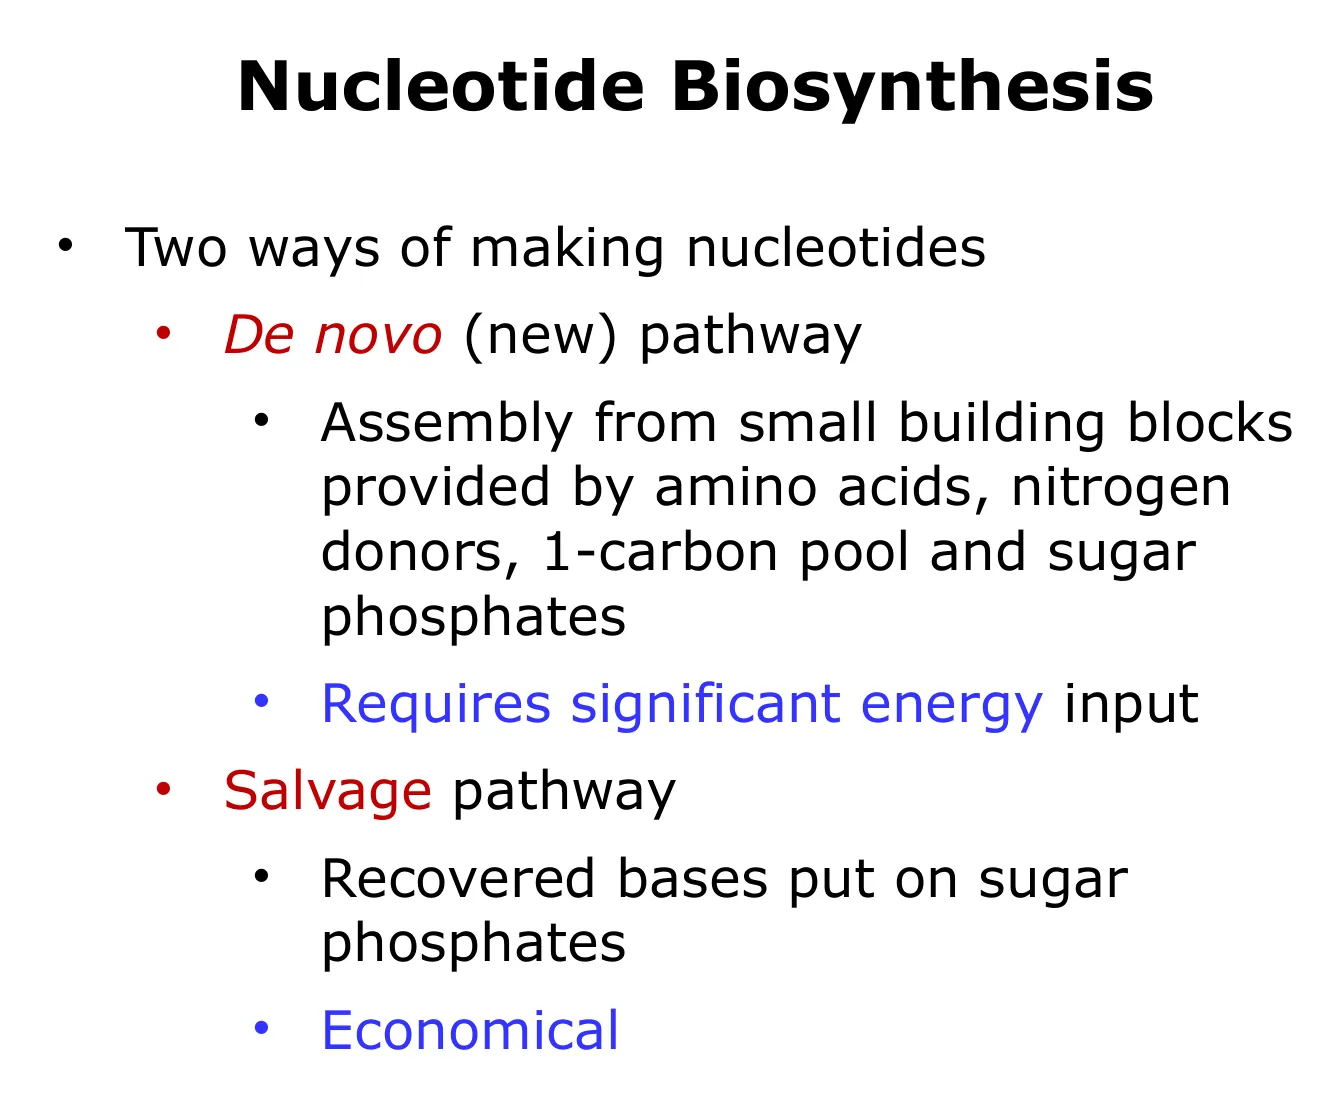 Nucleotide Biosynthesis
• Two ways of making nucleotides
• De novo (new) pathway
• Assembly from small building blocks
provided by amino acids, nitrogen
donors, 1-carbon pool and sugar
phosphates
• Requires significant energy input
• Salvage pathway
• Recovered bases put on sugar
phosphates
• Economical